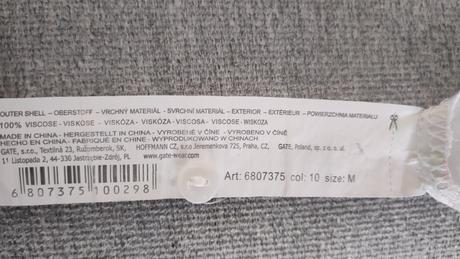 OUTER SHELL – OBERSTOFF – VRCHNÝ MATERIÁL - SVRCHNÍ MATERIÁL - EXTERIOR – EXTÉRIEUR - POWIERZCHNIA MATERIAŁU
100% VISCOSE - VISKOSE - VISKÓZA - VISKÓZA - VISCOSA - VISCOSE - WISKOZA
MADE IN CHINA - HERGESTELLT IN CHINA - VYROBENÉ V ČÍNE - VYROBENO V ČÍNĚ
HECHO EN CHINA - FABRIQUÉ EN CHINE - WYPRODUKOWANO W CHINACH
GATE, s.r.o., Textilná 23, Ružomberok, SK, HOFFMANN CZ, s.r.o Jeremenkova 725, Praha, CZ, GATE, Poland, sp. z o. o. ul.
11 Listopada 2, 44-330 Jastrzębie-Zdrój, PL www.gate-wear.com
6 807375 100298
Art: 6807375 col: 10 size: M